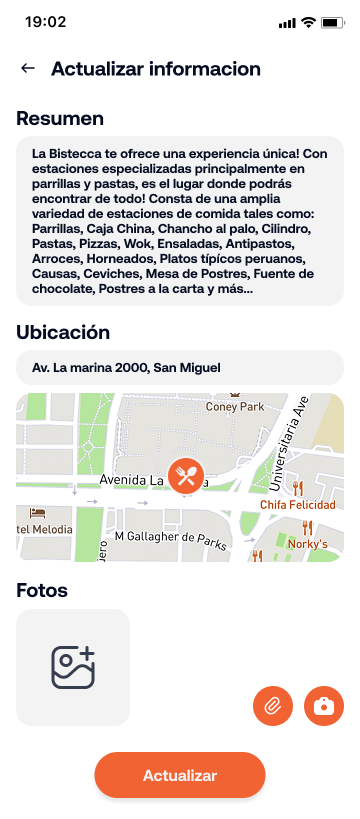 19:02
Actualizar informacion
Resumen
La Bistecca te ofrece una experiencia única! Con
estaciones especializadas principalmente en
parrillas y pastas, es el lugar donde podrás
encontrar de todo! Consta de una amplia
variedad de estaciones de comida tales como:
Parrillas, Caja China, Chancho al palo, Cilindro,
Pastas, Pizzas, Wok, Ensaladas, Antipastos,
Arroces, Horneados, Platos típícos peruanos,
Causas, Ceviches, Mesa de Postres, Fuente de
chocolate, Postres a la carta y más...
Ubicación
Av. La marina 2000, San Miguel
Coney Park
Universitaria Ave
Avenida La
Chifa Felicidad
tel Melodia
M Gallagher de Parks
Norky's
uero
Fotos
Actualizar